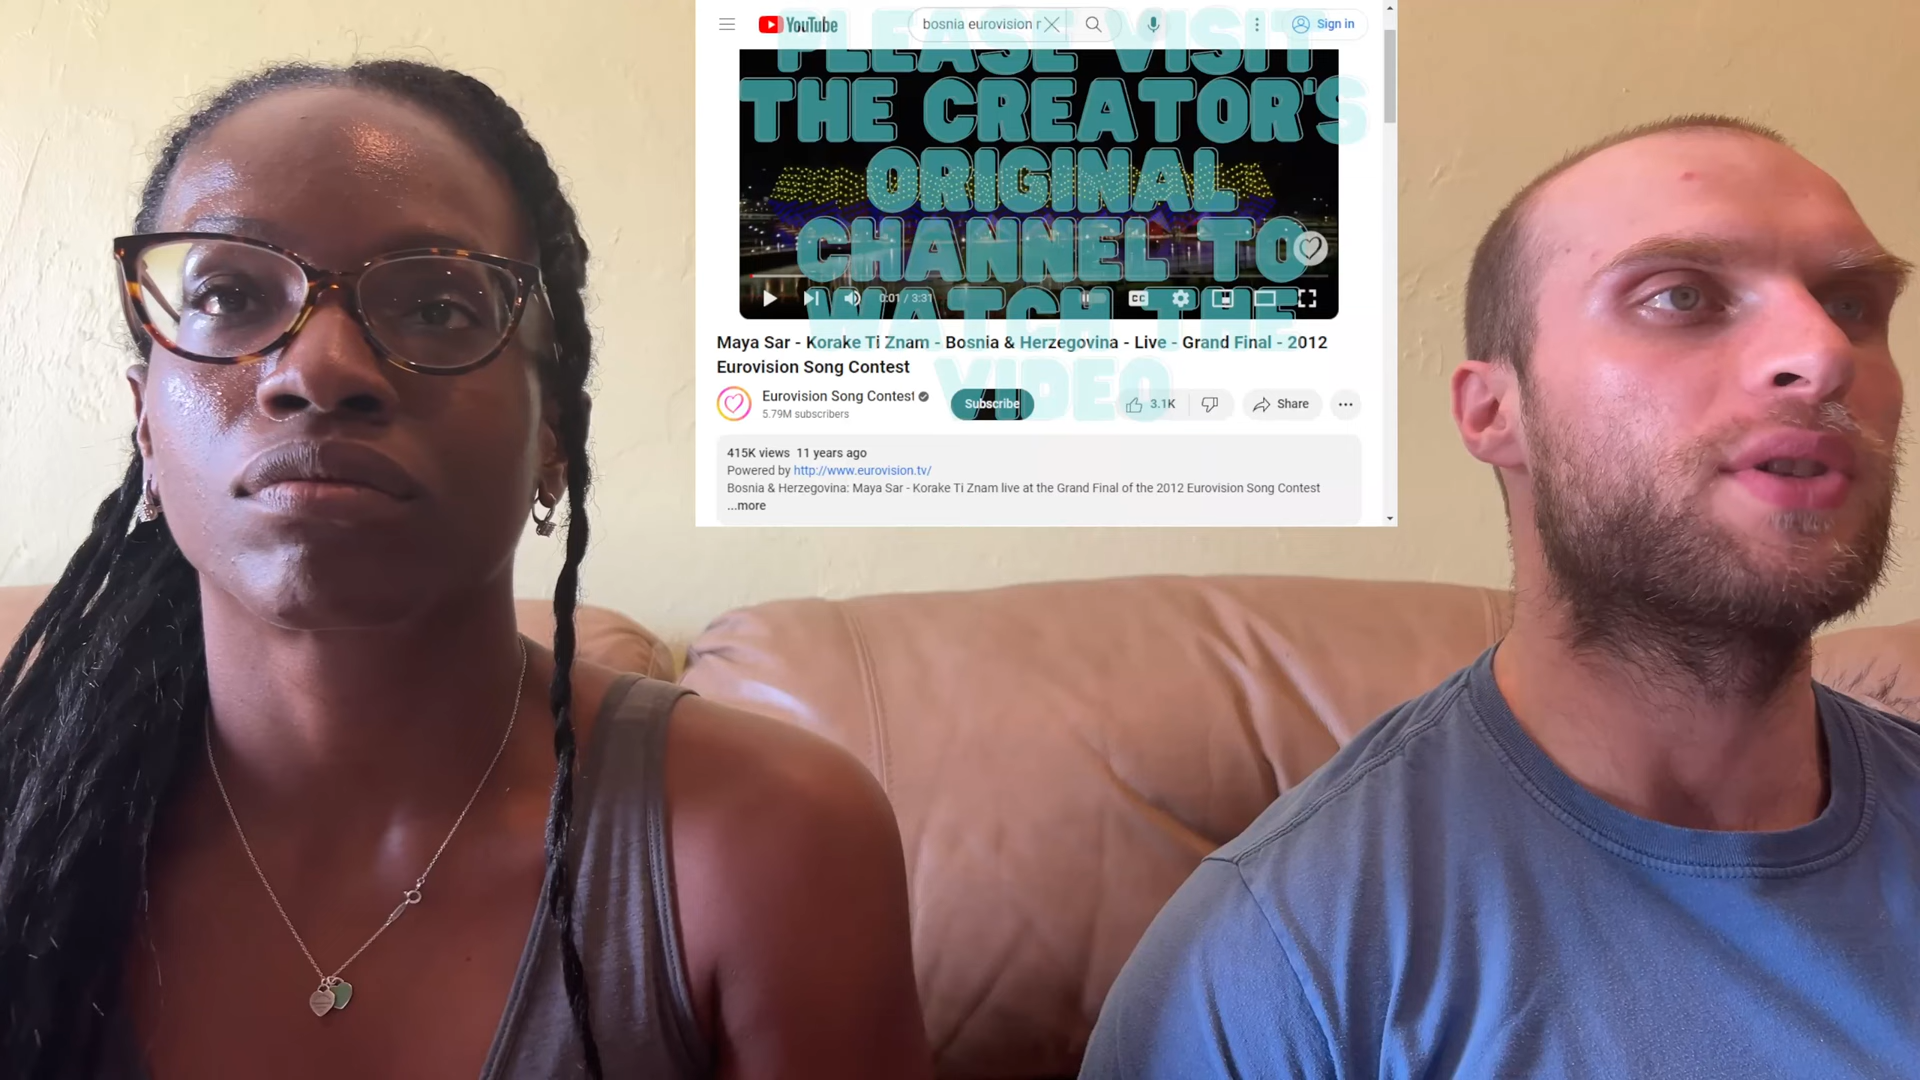 YouTube
bosnia eurovision r
Sign in
PLEASE VISIT
THE CREATOR'S
ORIGINAL
CHANNEL TO
WATCH THE
VIDEO
0:01 / 3:31
CC
Maya Sar - Korake Ti Znam - Bosnia & Herzegovina - Live - Grand Final - 2012
Eurovision Song Contest
Eurovision Song Contest
5.79M subscribers
Subscribe
3.1K
Share
415K views 11 years ago
Powered by http://www.eurovision.tv/
Bosnia & Herzegovina: Maya Sar - Korake Ti Znam live at the Grand Final of the 2012 Eurovision Song Contest
...more